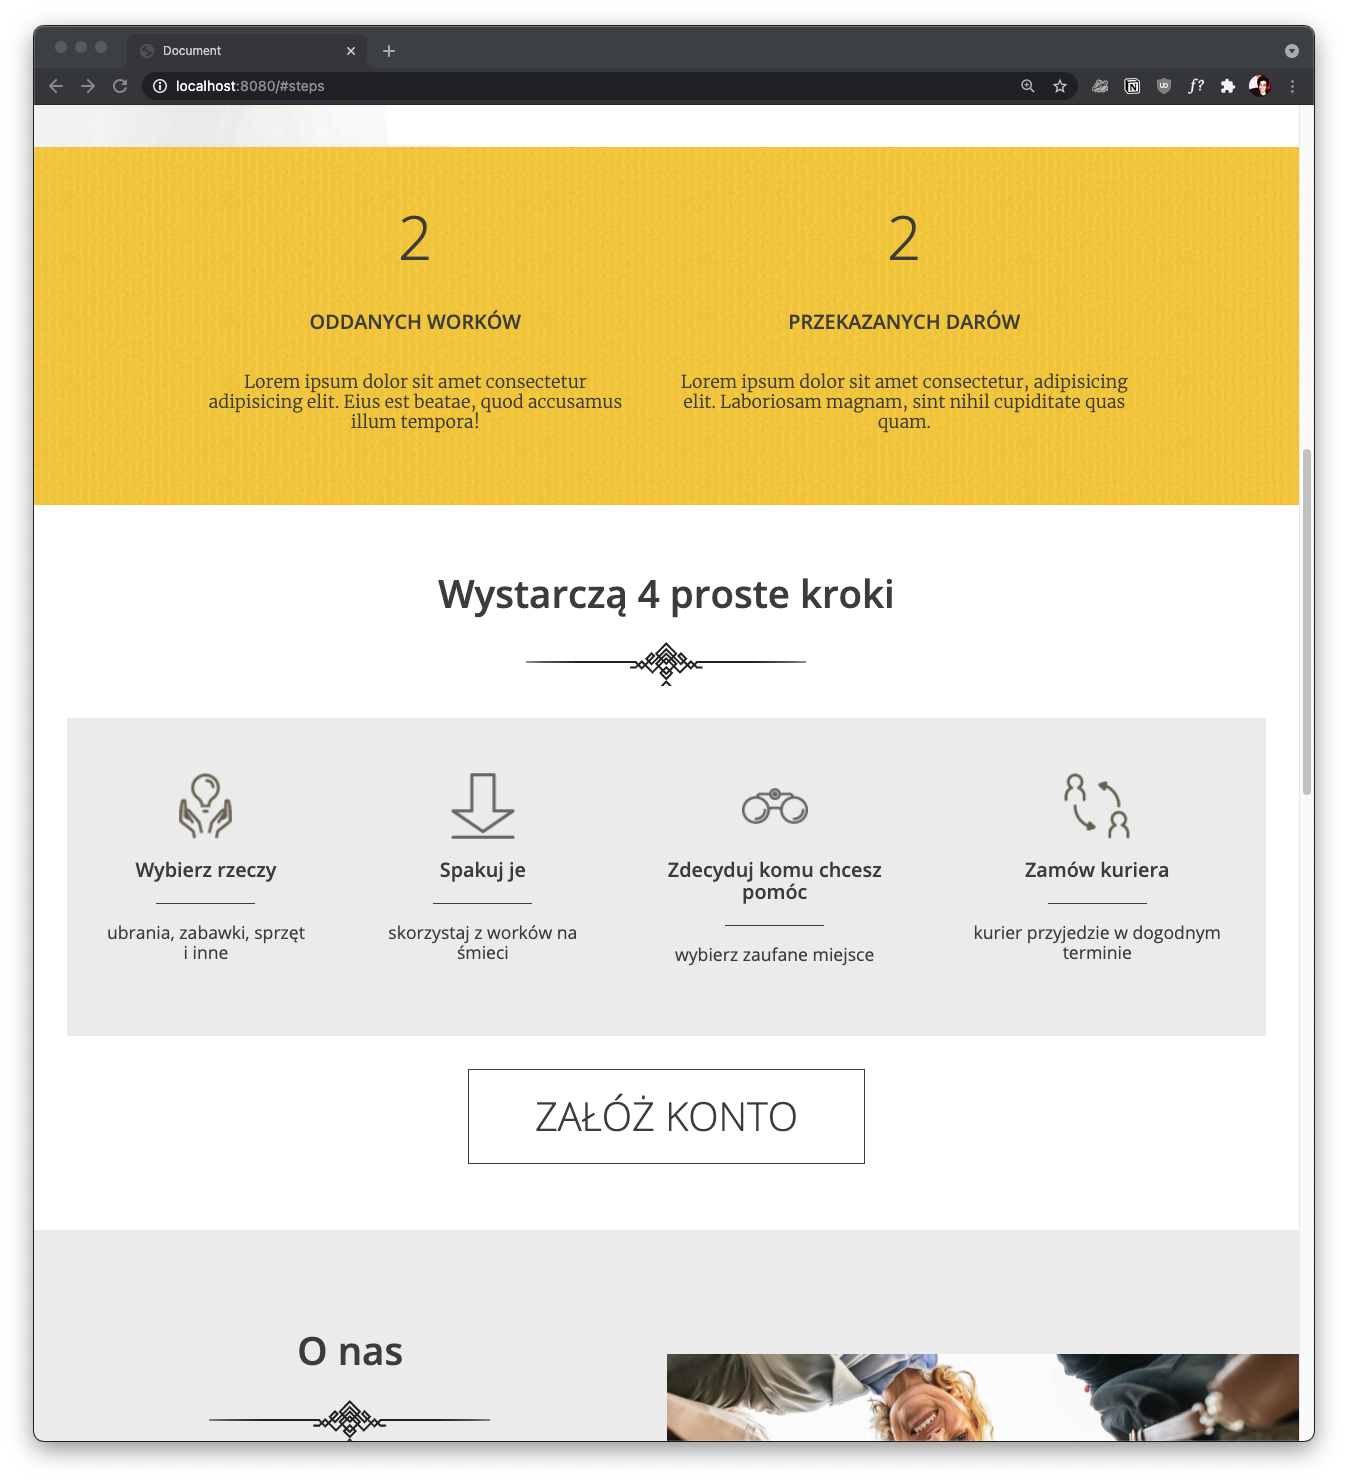 Document
localhost:8080/#steps
2
ODDANYCH WORKÓW
Lorem ipsum dolor sit amet consectetur
adipisicing elit. Eius est beatae, quod accusamus
illum tempora!
2
PRZEKAZANYCH DARÓW
Lorem ipsum dolor sit amet consectetur, adipisicing
elit. Laboriosam magnam, sint nihil cupiditate quas
quam.
Wystarczą 4 proste kroki
Wybierz rzeczy
ubrania, zabawki, sprzęt
i inne
Spakuj je
skorzystaj z worków na
śmieci
Zdecyduj komu chcesz
pomóc
wybierz zaufane miejsce
Zamów kuriera
kurier przyjedzie w dogodnym
terminie
ZAŁÓŻ KONTO
O nas